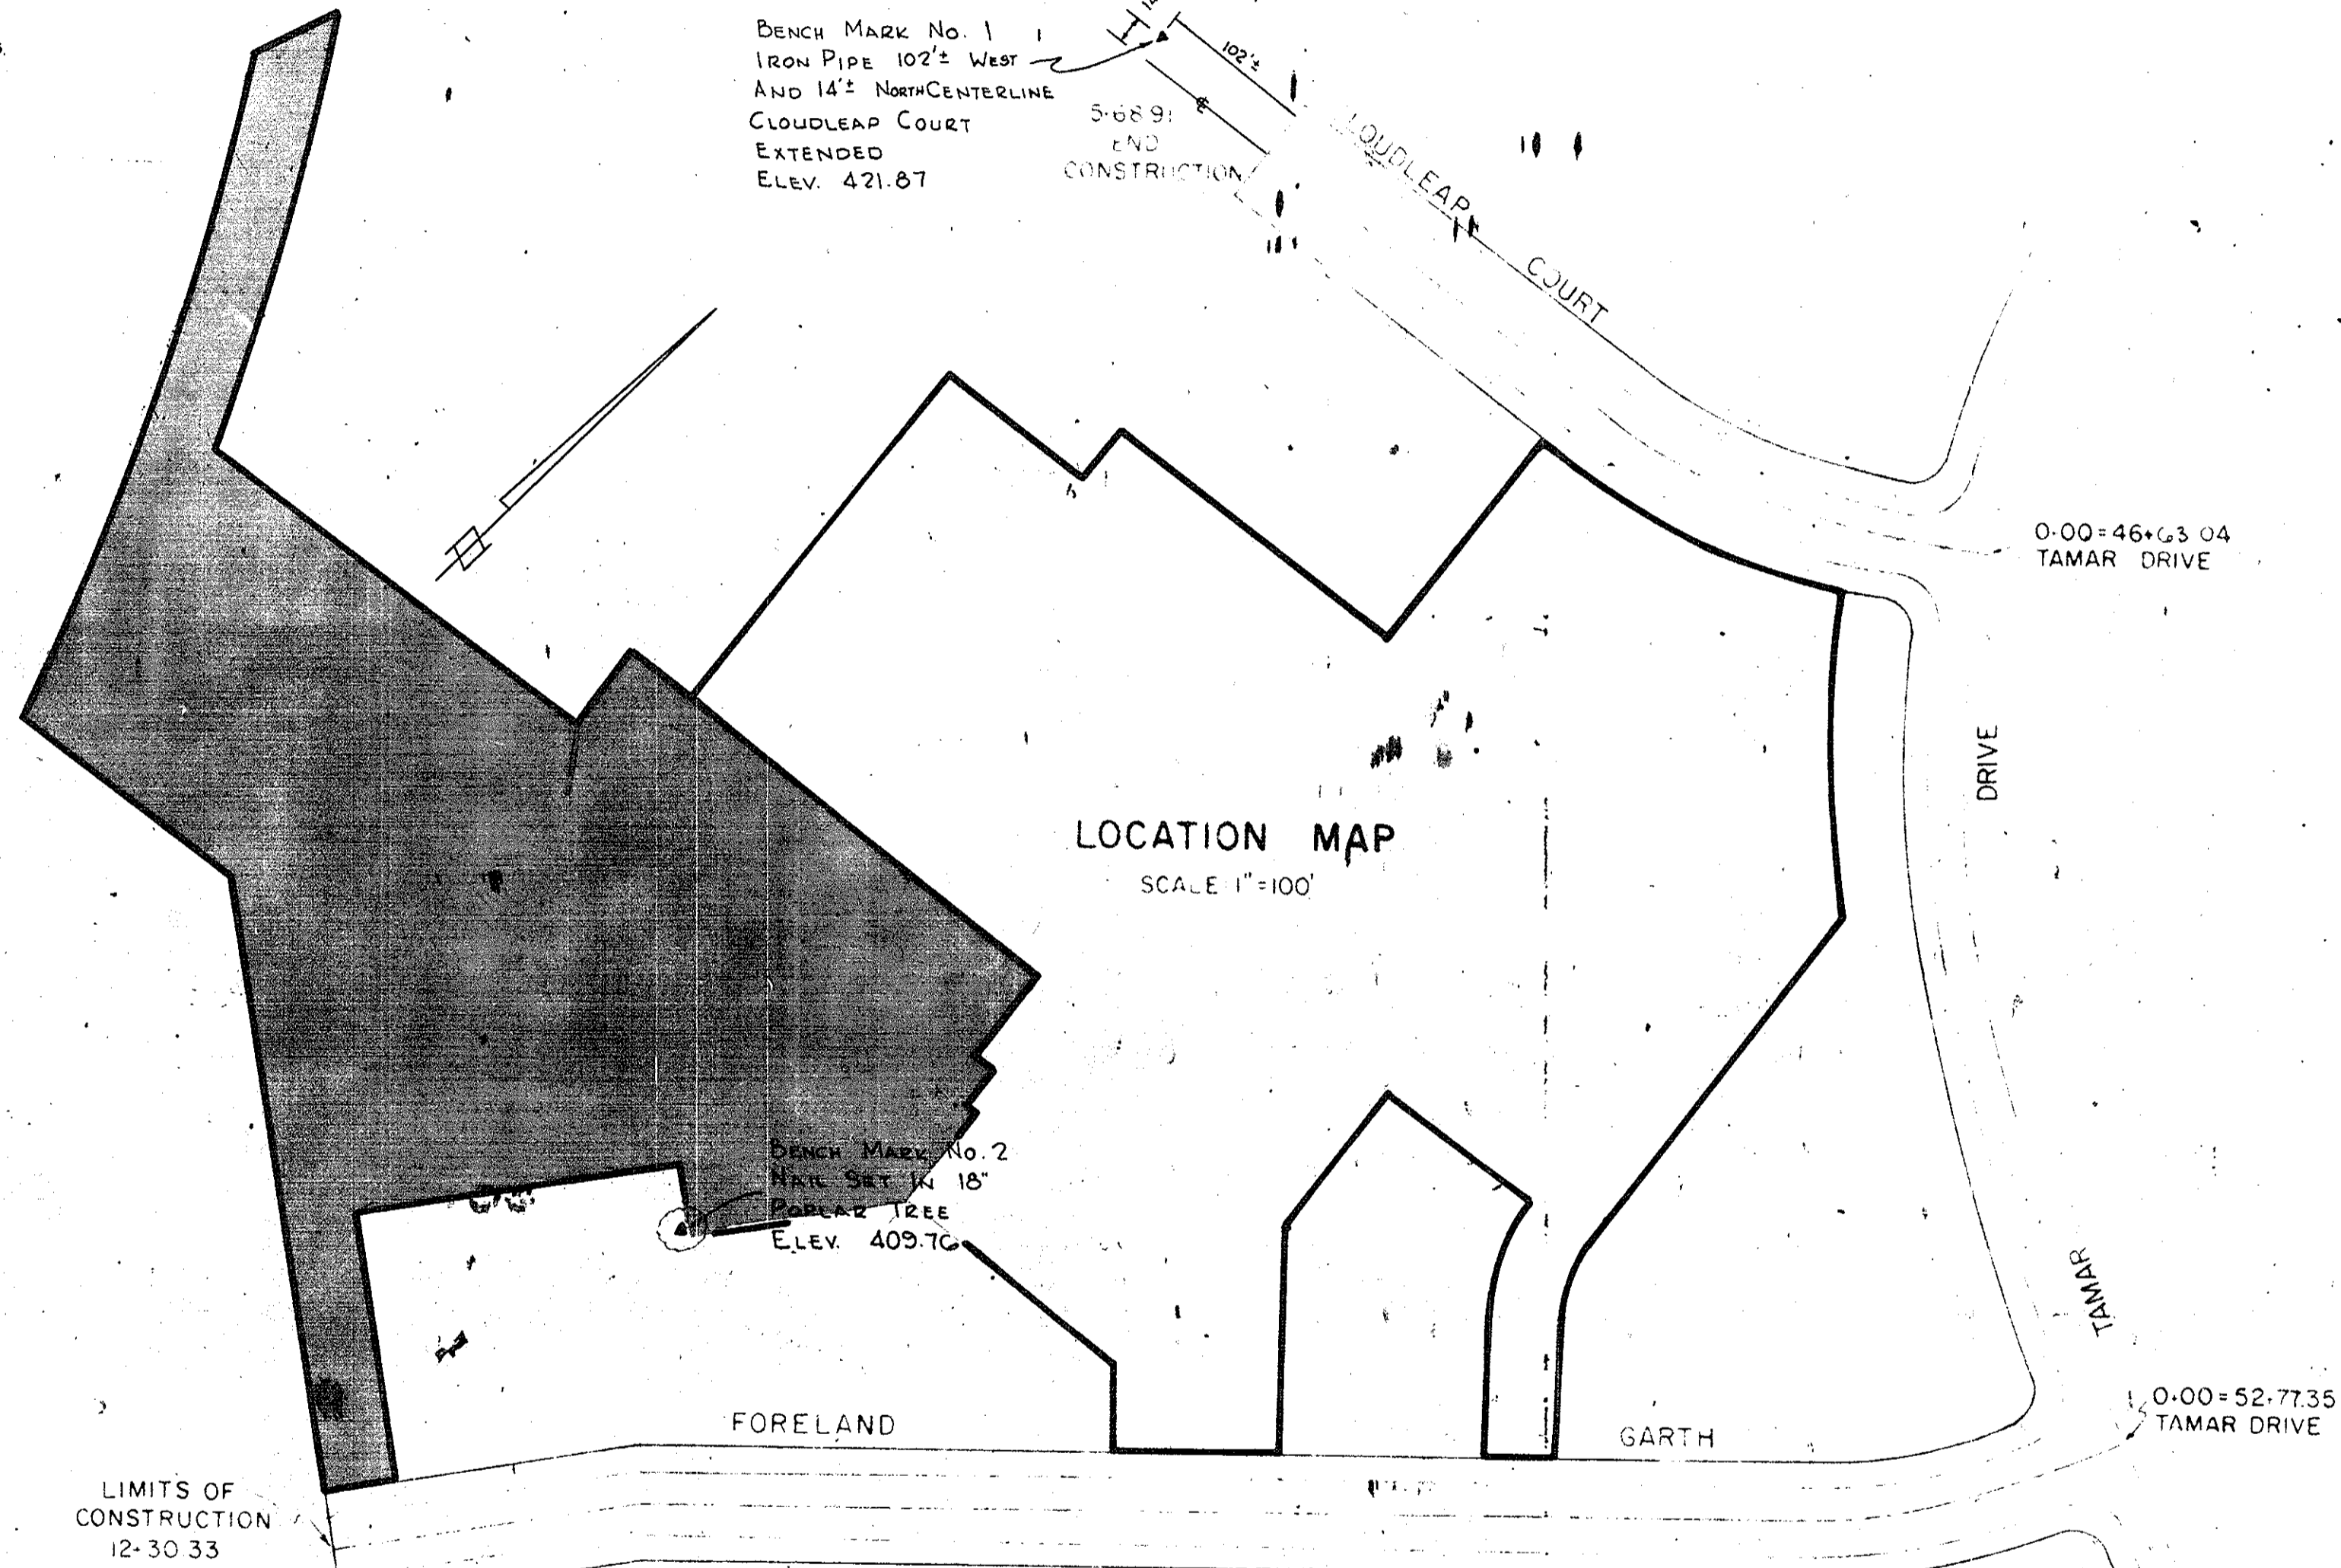 BENCH MARK No. 1
IRON PIPE 102'± WEST
AND 14'± NORTH CENTERLINE
CLOUDLEAP COURT
EXTENDED
ELEV. 421.87
102'±
5+68.91
END
CONSTRUCTION
CLOUDLEAP COURT
0+00=46+63.04
TAMAR DRIVE
LOCATION MAP
SCALE 1"=100'
TAMAR DRIVE
BENCH MARK No. 2
NAIL SET IN 18"
POPLAR TREE
ELEV. 409.76
FORELAND GARTH
0+00=52+77.35
TAMAR DRIVE
LIMITS OF
CONSTRUCTION
12+30.33